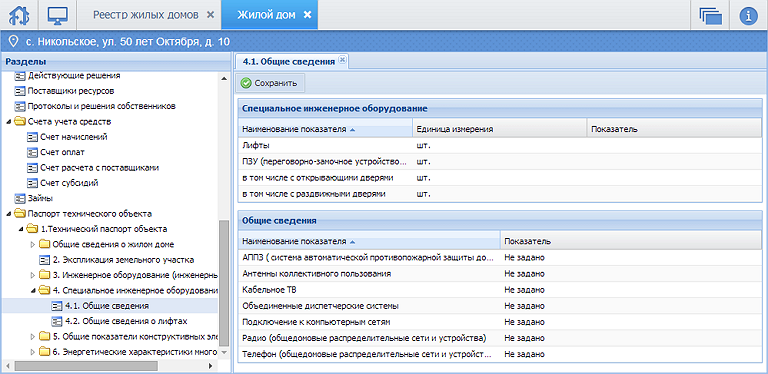 Реестр жилых домов
Жилой дом
с. Никольское, ул. 50 лет Октября, д. 10
Разделы
Действующие решения
Поставщики ресурсов
Протоколы и решения собственников
Счета учета средств
Счет начислений
Счет оплат
Счет расчета с поставщиками
Счет субсидий
Займы
Паспорт технического объекта
1.Технический паспорт объекта
Общие сведения о жилом доме
2. Экспликация земельного участка
3. Инженерное оборудование (инженерны
4. Специальное инженерное оборудовани
4.1. Общие сведения
4.2. Общие сведения о лифтах
5. Общие показатели конструктивных эле
6. Энергетические характеристики много
4.1. Общие сведения
Сохранить
Специальное инженерное оборудование
Наименование показателя Единица измерения Показатель
Лифты шт.
ПЗУ (переговорно-замочное устройство... шт.
в том числе с открывающими дверями шт.
в том числе с раздвижными дверями шт.
Общие сведения
Наименование показателя Показатель
АППЗ ( система автоматической противопожарной защиты до... Не задано
Антенны коллективного пользования Не задано
Кабельное ТВ Не задано
Объединенные диспетчерские системы Не задано
Подключение к компьютерным сетям Не задано
Радио (общедомовые распределительные сети и устройства) Не задано
Телефон (общедомовые распределительные сети и устройст... Не задано